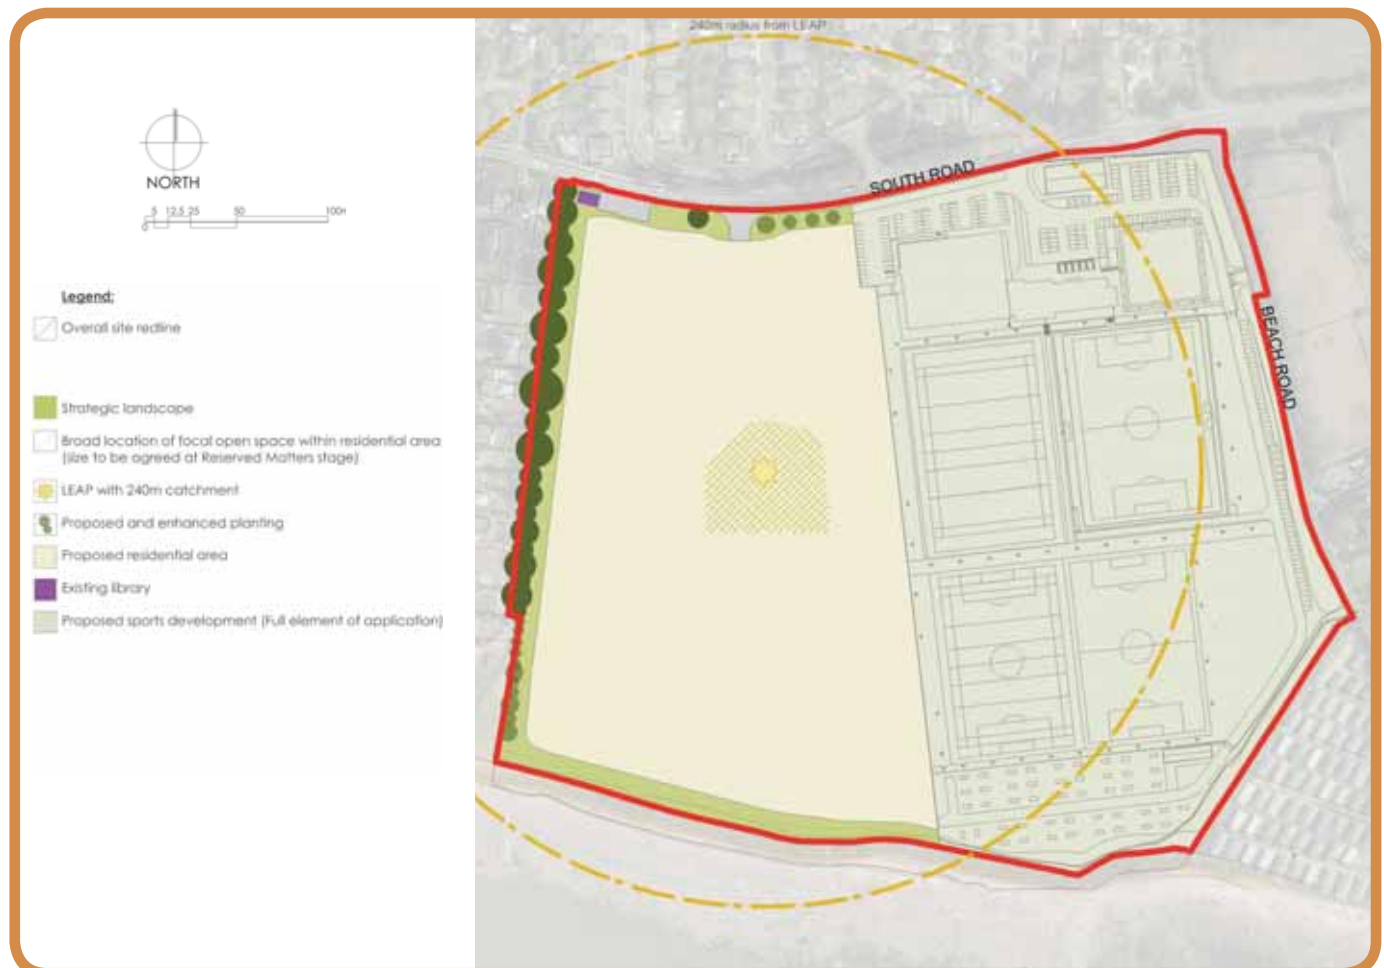 240m radius from LEAP
NORTH
5 12.5 25 50 100m
0
SOUTH ROAD
BEACH ROAD
Legend:
Overall site redline
Strategic landscape
Broad location of focal open space within residential area
(size to be agreed at Reserved Matters stage)
LEAP with 240m catchment
Proposed and enhanced planting
Proposed residential area
Existing library
Proposed sports development (Full element of application)